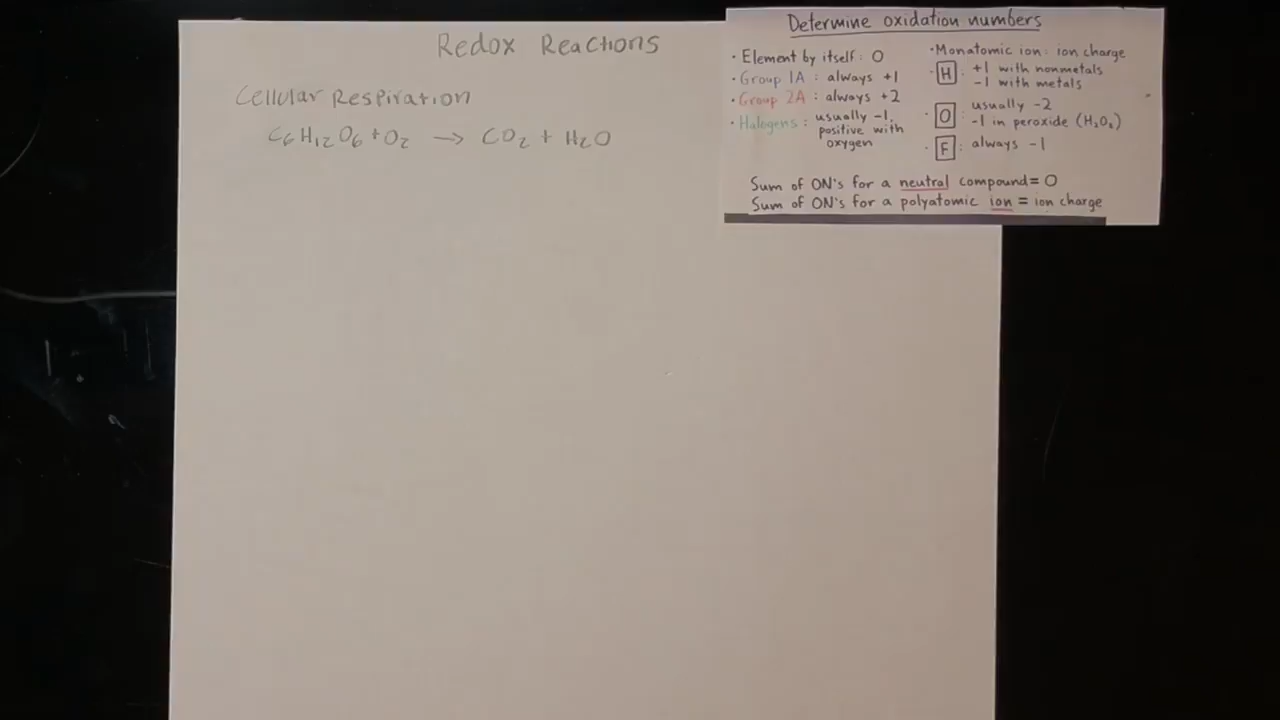 Redox Reactions
Cellular Respiration
C₆H₁₂O₆ + O₂ → CO₂ + H₂O
Determine oxidation numbers
· Element by itself : 0
· Group 1A : always +1
· Group 2A : always +2
· Halogens : usually -1,
positive with
oxygen
· Monatomic ion : ion charge
· H : +1 with nonmetals
-1 with metals
· O : usually -2
-1 in peroxide (H₂O₂)
· F : always -1
Sum of ON's for a neutral compound = 0
Sum of ON's for a polyatomic ion = ion charge